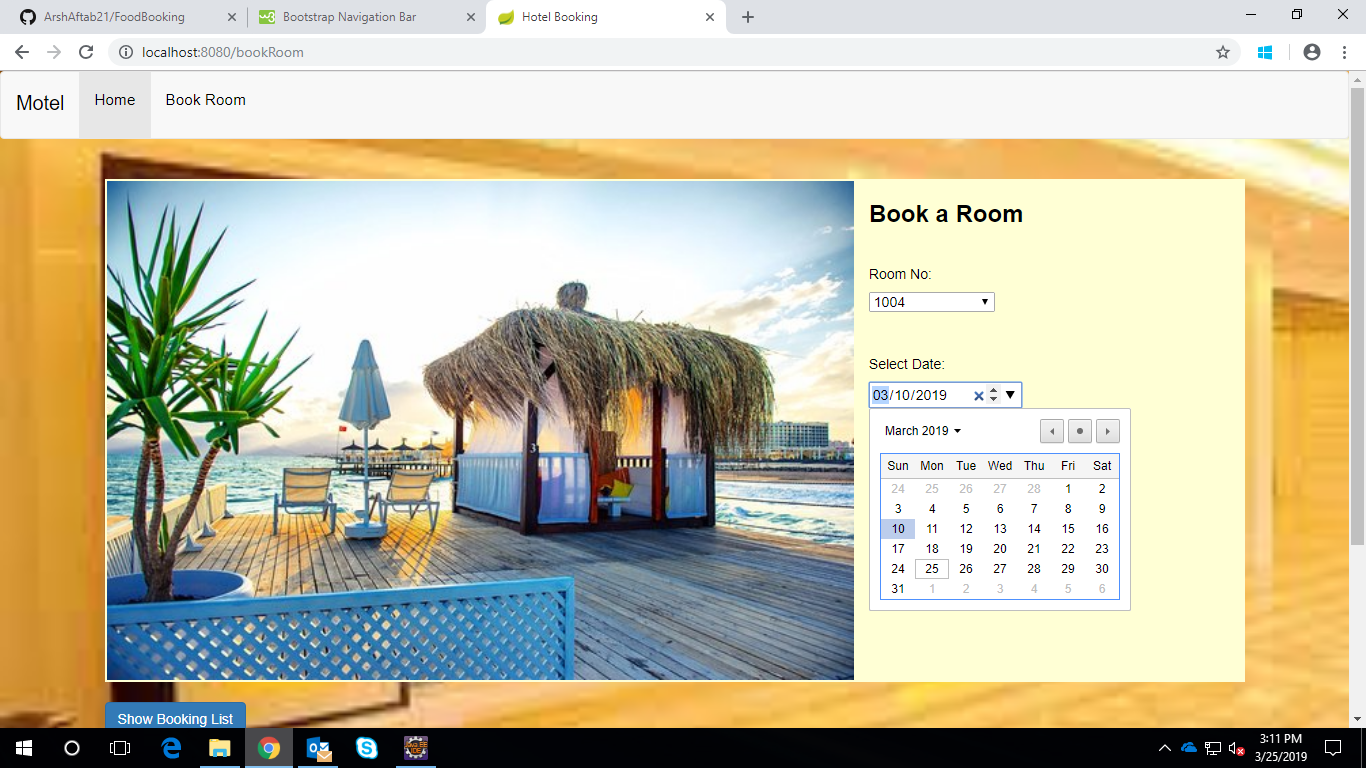 ArshAftab21/FoodBooking
Bootstrap Navigation Bar
Hotel Booking
localhost:8080/bookRoom
Motel Home Book Room
Book a Room
Room No:
1004
Select Date:
03/10/2019
March 2019
Sun Mon Tue Wed Thu Fri Sat
24 25 26 27 28 1 2
3 4 5 6 7 8 9
10 11 12 13 14 15 16
17 18 19 20 21 22 23
24 25 26 27 28 29 30
31 1 2 3 4 5 6
Show Booking List
3:11 PM
3/25/2019